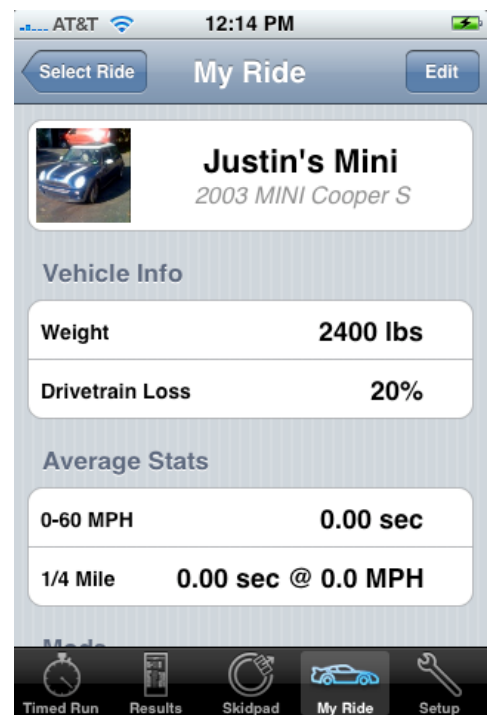 AT&T 12:14 PM
Select Ride My Ride Edit
Justin's Mini
2003 MINI Cooper S
Vehicle Info
Weight 2400 lbs
Drivetrain Loss 20%
Average Stats
0-60 MPH 0.00 sec
1/4 Mile 0.00 sec @ 0.0 MPH
Timed Run Results Skidpad My Ride Setup